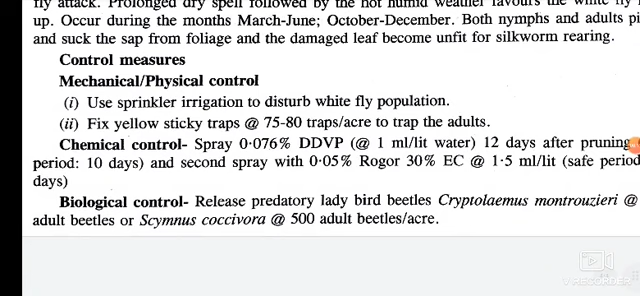 fly attack. Prolonged dry spell followed by the hot humid weather favours the white fly
up. Occur during the months March-June; October-December. Both nymphs and adults pi
and suck the sap from foliage and the damaged leaf become unfit for silkworm rearing.
Control measures
Mechanical/Physical control
(i) Use sprinkler irrigation to disturb white fly population.
(ii) Fix yellow sticky traps @ 75-80 traps/acre to trap the adults.
Chemical control- Spray 0·076% DDVP (@ 1 ml/lit water) 12 days after pruning
period: 10 days) and second spray with 0·05% Rogor 30% EC @ 1·5 ml/lit (safe period
days)
Biological control- Release predatory lady bird beetles Cryptolaemus montrouzieri @
adult beetles or Scymnus coccivora @ 500 adult beetles/acre.
V RECORDER